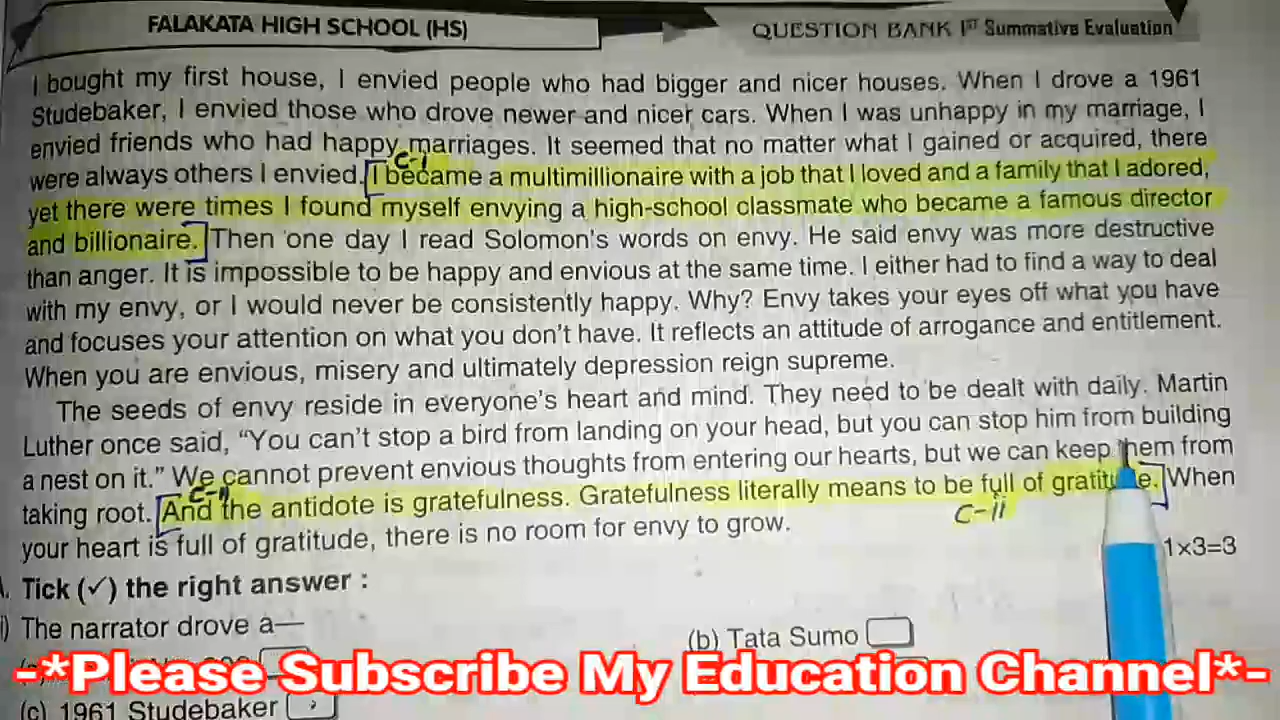 FALAKATA HIGH SCHOOL (HS)
QUESTION BANK 1ST Summative Evaluation
I bought my first house, I envied people who had bigger and nicer houses. When I drove a 1961
Studebaker, I envied those who drove newer and nicer cars. When I was unhappy in my marriage, I
envied friends who had happy marriages. It seemed that no matter what I gained or acquired, there
C-I
were always others I envied. I became a multimillionaire with a job that I loved and a family that I adored,
yet there were times I found myself envying a high-school classmate who became a famous director
and billionaire. Then one day I read Solomon's words on envy. He said envy was more destructive
than anger. It is impossible to be happy and envious at the same time. I either had to find a way to deal
with my envy, or I would never be consistently happy. Why? Envy takes your eyes off what you have
and focuses your attention on what you don't have. It reflects an attitude of arrogance and entitlement.
When you are envious, misery and ultimately depression reign supreme.
The seeds of envy reside in everyone's heart and mind. They need to be dealt with daily. Martin
Luther once said, “You can't stop a bird from landing on your head, but you can stop him from building
a nest on it.” We cannot prevent envious thoughts from entering our hearts, but we can keep them from
C-II
taking root. And the antidote is gratefulness. Gratefulness literally means to be full of gratitude. When
C-ii
your heart is full of gratitude, there is no room for envy to grow.
A. Tick (✓) the right answer :
1×3=3
i) The narrator drove a—
(b) Tata Sumo
-*Please Subscribe My Education Channel*-
(c) 1961 Studebaker